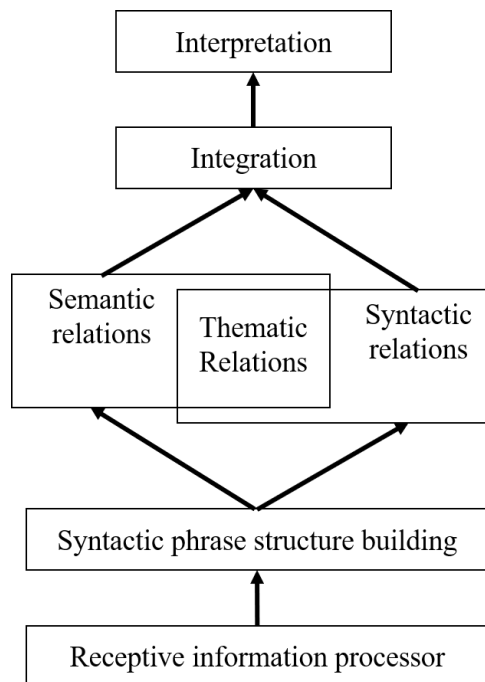 Interpretation
Integration
Semantic
relations
Thematic
Relations
Syntactic
relations
Syntactic phrase structure building
Receptive information processor